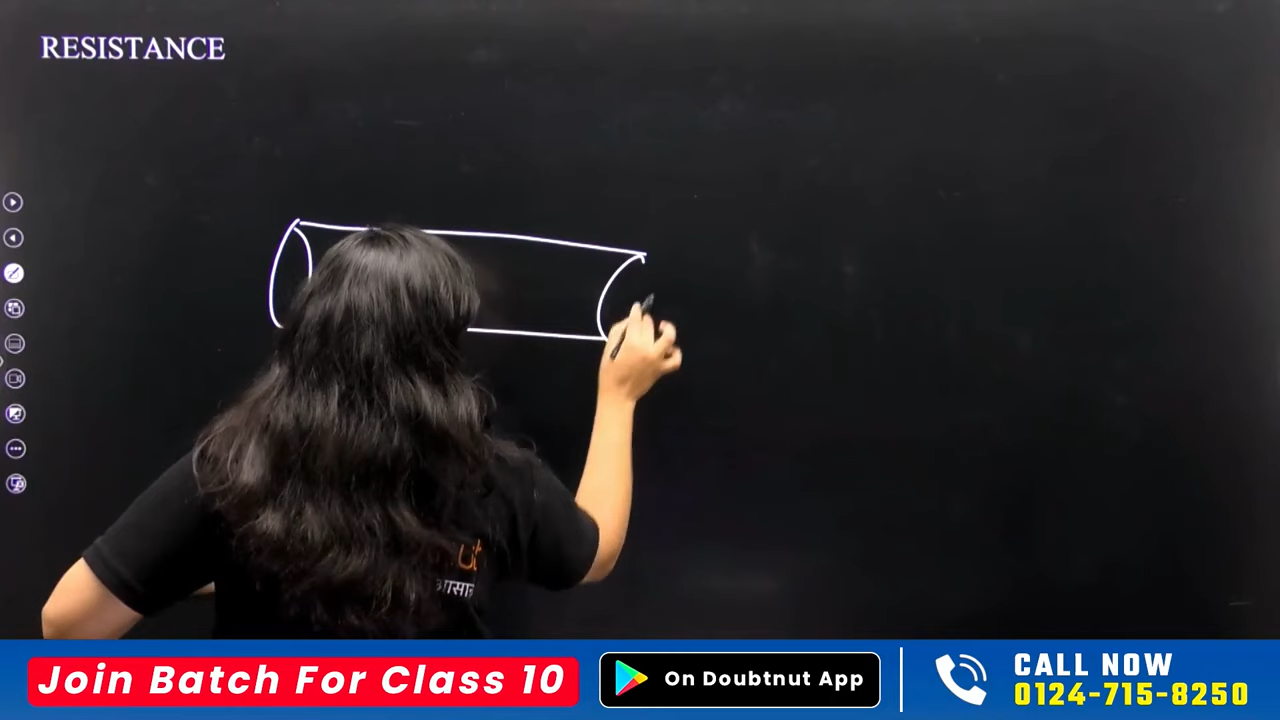 RESISTANCE
Join Batch For Class 10
On Doubtnut App
CALL NOW
0124-715-8250